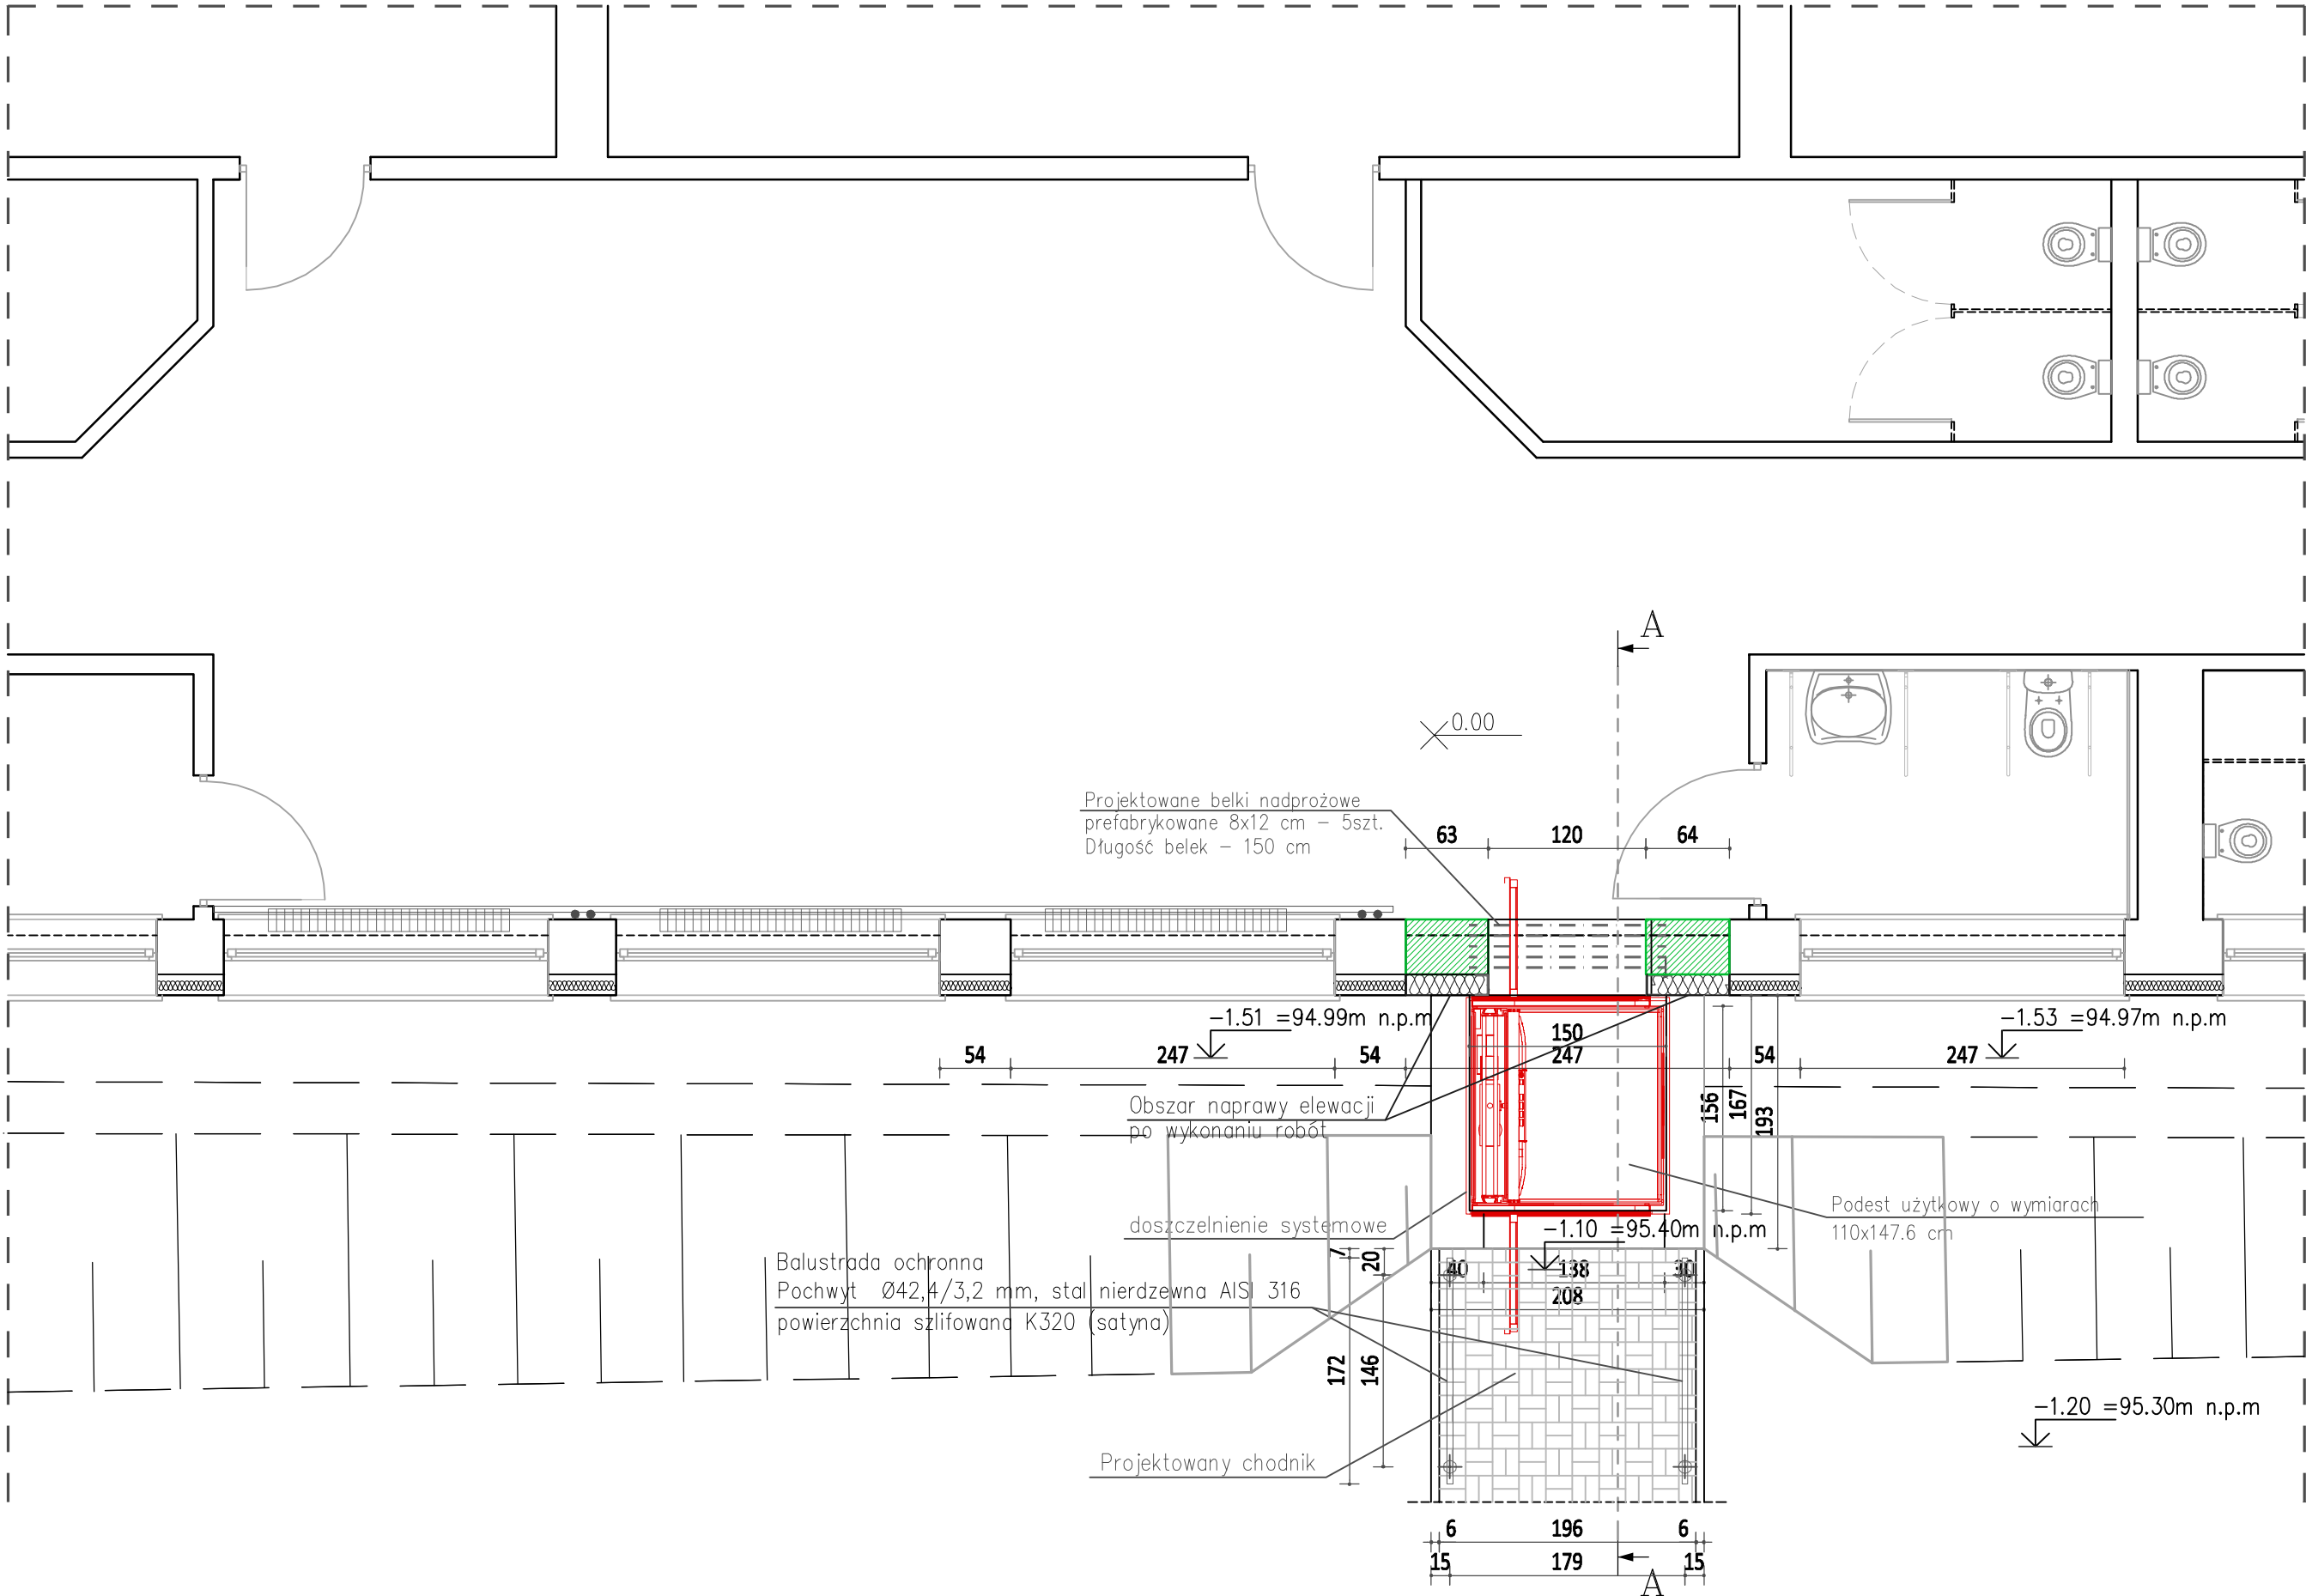 A
0.00
Projektowane belki nadprożowe
prefabrykowane 8x12 cm – 5szt.
Długość belek – 150 cm
63 120 64
–1.51 =94.99m n.p.m
150
–1.53 =94.97m n.p.m
54 247 54 247 54 247
Obszar naprawy elewacji
po wykonaniu robót
156
167
193
Podest użytkowy o wymiarach
110x147.6 cm
doszczelnienie systemowe
–1.10 =95.40m n.p.m
Balustrada ochronna
Pochwyt Ø42,4/3,2 mm, stal nierdzewna AISI 316
powierzchnia szlifowana K320 (satyna)
7
20
40 138 30
208
172
146
–1.20 =95.30m n.p.m
Projektowany chodnik
6 196 6
15 179 15
A